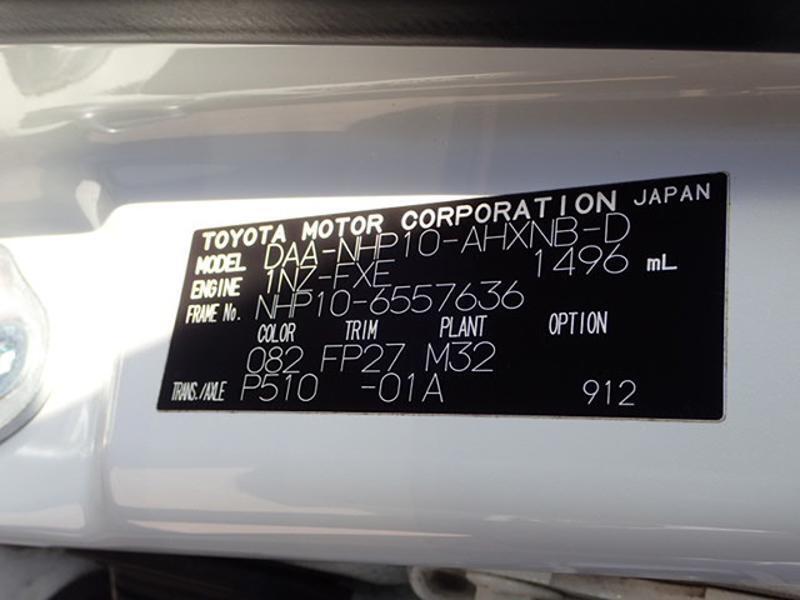 TOYOTA MOTOR CORPORATION JAPAN
MODEL DAA-NHP10-AHXNB-D
ENGINE 1NZ-FXE 1496 mL
FRAME No. NHP10-6557636
COLOR TRIM PLANT OPTION
082 FP27 M32
TRANS./AXLE P510 -01A 912